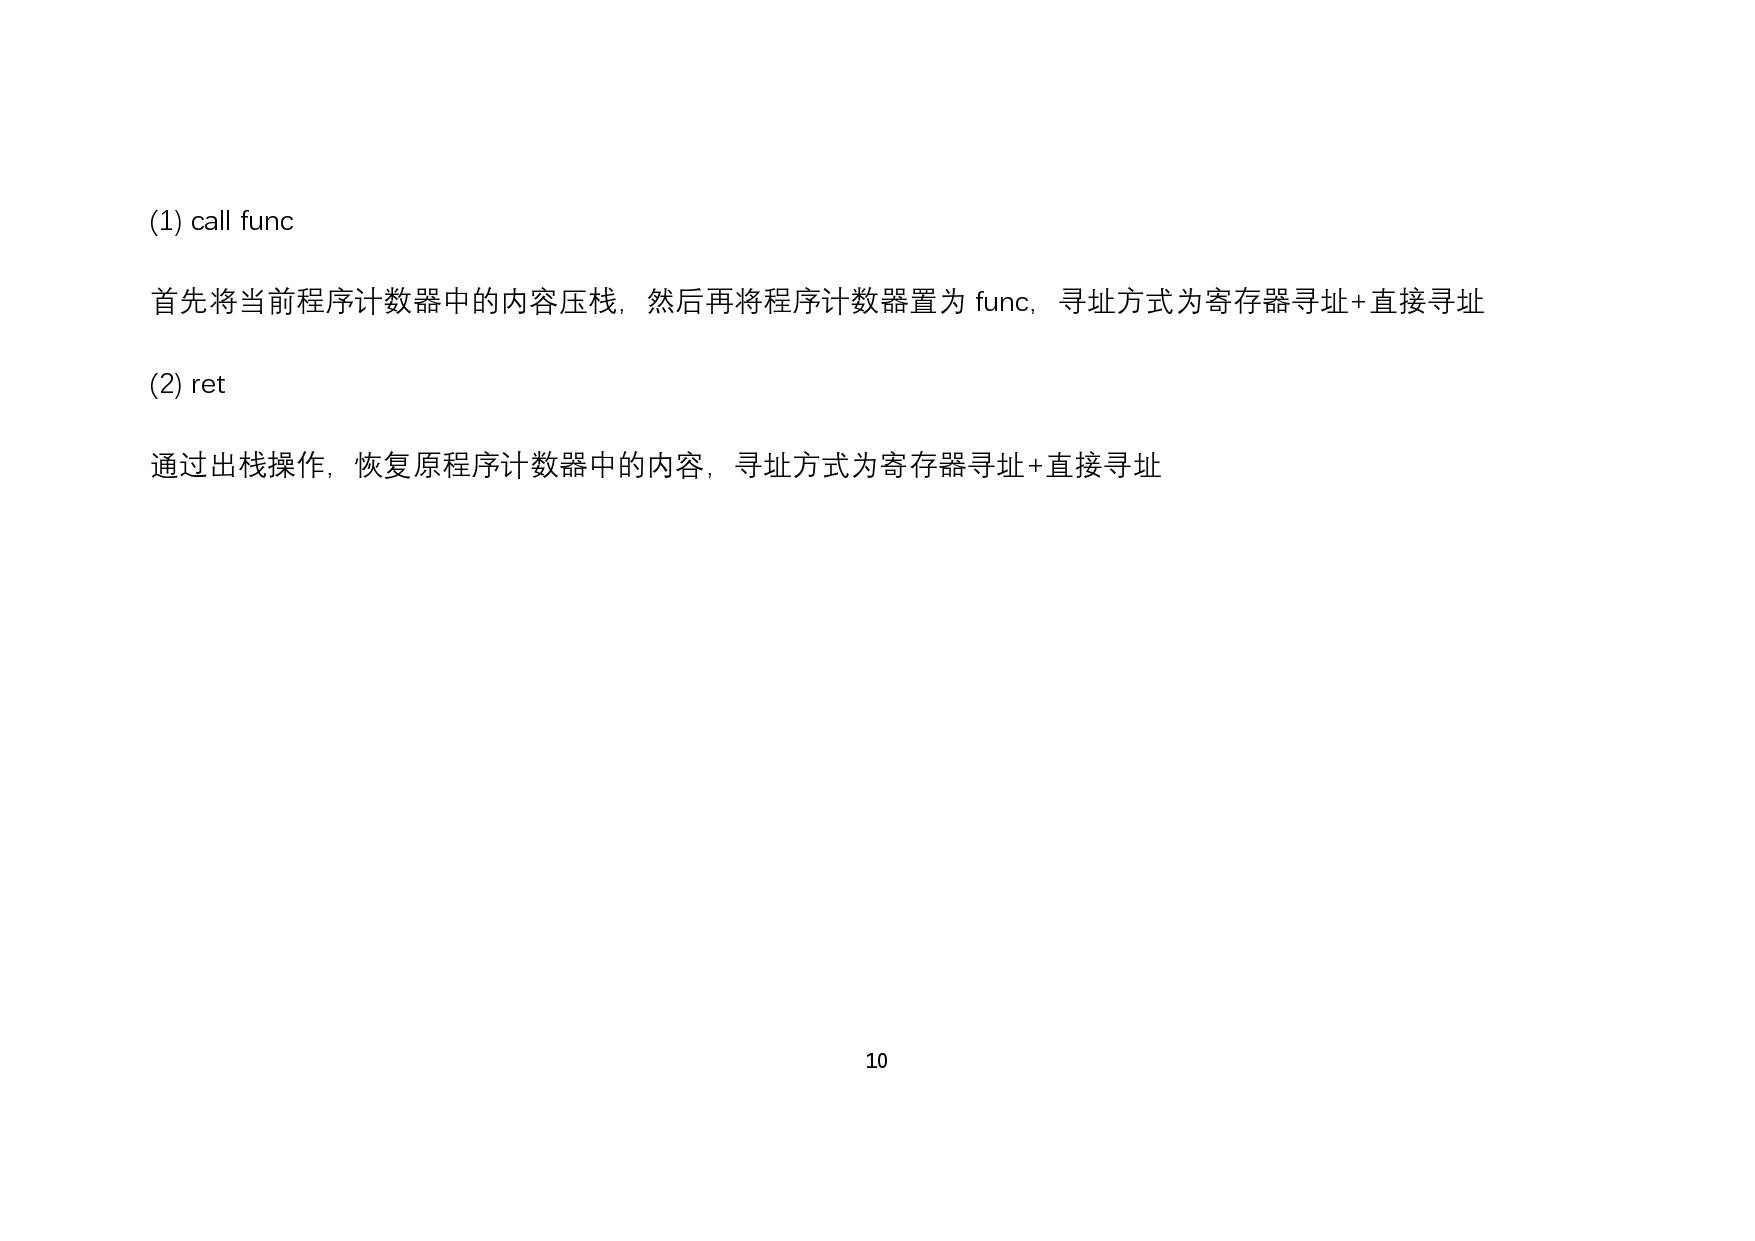 (1) call func
首先将当前程序计数器中的内容压栈，然后再将程序计数器置为 func，寻址方式为寄存器寻址+直接寻址
(2) ret
通过出栈操作，恢复原程序计数器中的内容，寻址方式为寄存器寻址+直接寻址
10